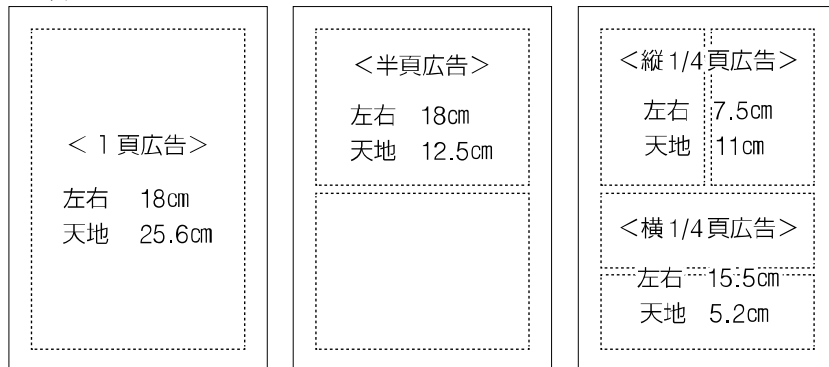 ＜1頁広告＞
左右　18cm
天地　25.6cm
＜半頁広告＞
左右　18cm
天地　12.5cm
＜縦1/4頁広告＞
左右　7.5cm
天地　11cm
＜横1/4頁広告＞
左右　15.5cm
天地　5.2cm